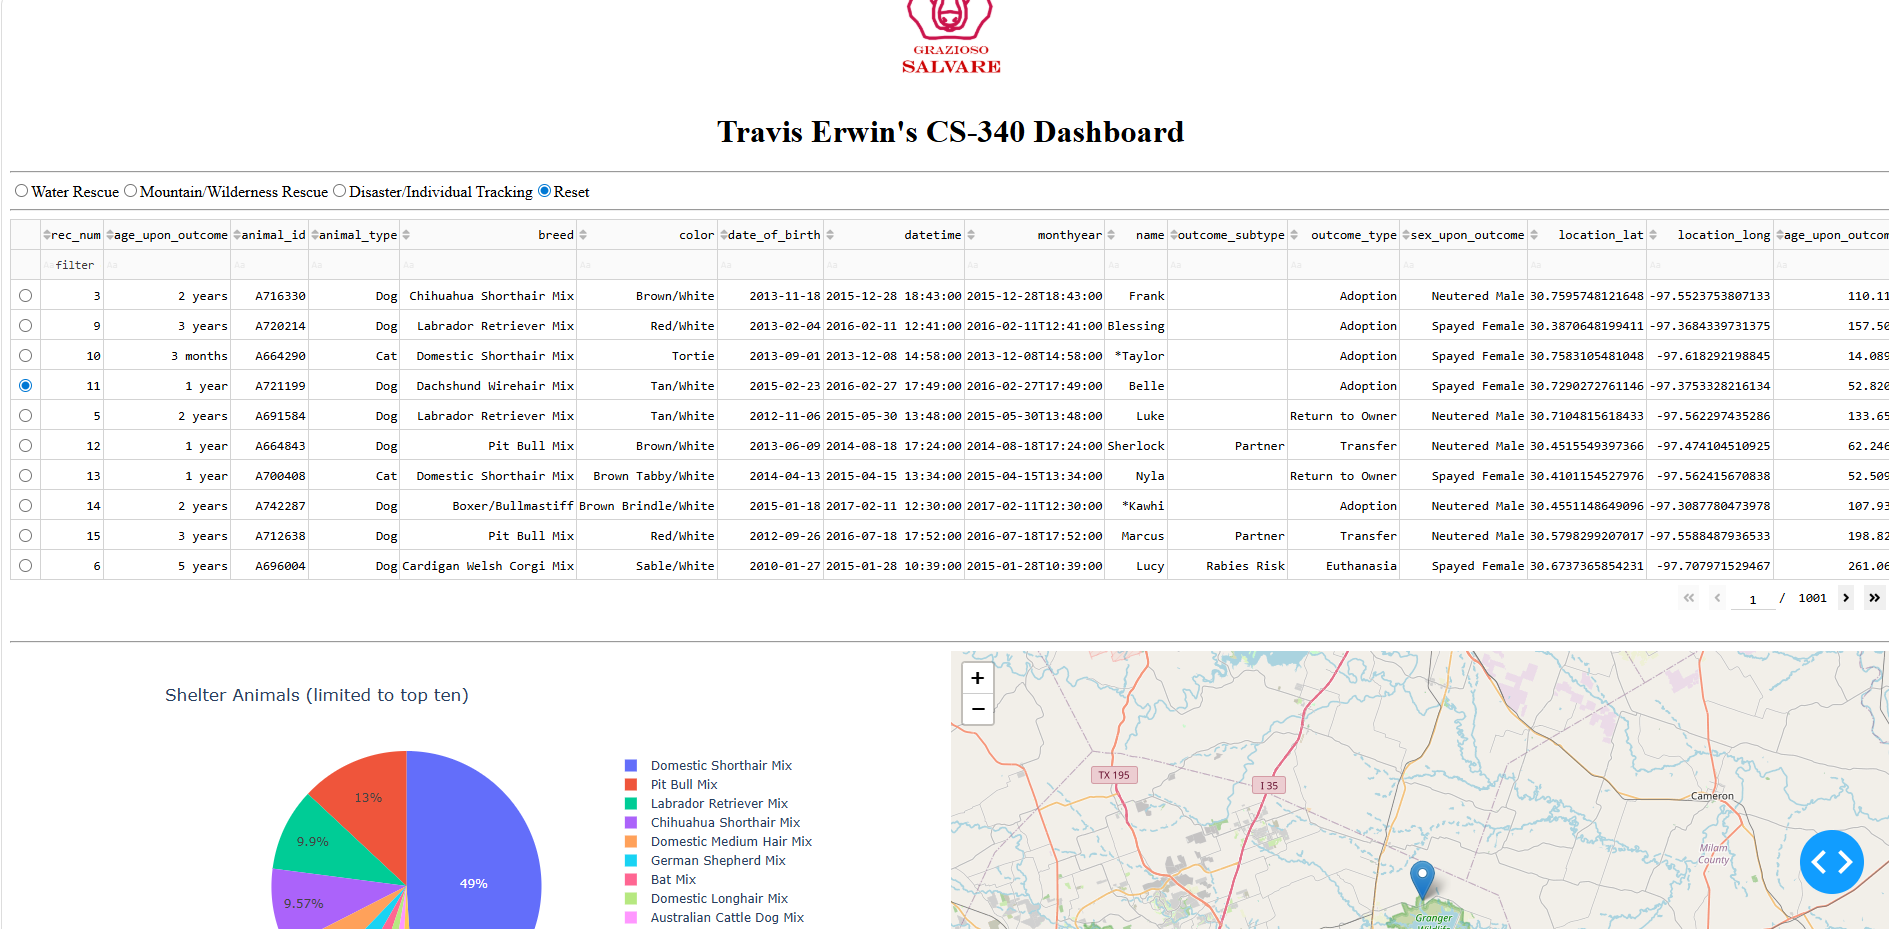 GRAZIOSO
SALVARE
Travis Erwin's CS-340 Dashboard
Water Rescue Mountain/Wilderness Rescue Disaster/Individual Tracking Reset
rec_num age_upon_outcome animal_id animal_type breed color date_of_birth datetime monthyear name outcome_subtype outcome_type sex_upon_outcome location_lat location_long age_upon_outcom
Aa filter Aa Aa Aa Aa Aa Aa Aa Aa Aa Aa Aa Aa Aa Aa Aa
3 2 years A716330 Dog Chihuahua Shorthair Mix Brown/White 2013-11-18 2015-12-28 18:43:00 2015-12-28T18:43:00 Frank Adoption Neutered Male 30.7595748121648 -97.5523753807133 110.11
9 3 years A720214 Dog Labrador Retriever Mix Red/White 2013-02-04 2016-02-11 12:41:00 2016-02-11T12:41:00 Blessing Adoption Spayed Female 30.3870648199411 -97.3684339731375 157.50
10 3 months A664290 Cat Domestic Shorthair Mix Tortie 2013-09-01 2013-12-08 14:58:00 2013-12-08T14:58:00 *Taylor Adoption Spayed Female 30.7583105481048 -97.618292198845 14.089
11 1 year A721199 Dog Dachshund Wirehair Mix Tan/White 2015-02-23 2016-02-27 17:49:00 2016-02-27T17:49:00 Belle Adoption Spayed Female 30.7290272761146 -97.3753328216134 52.820
5 2 years A691584 Dog Labrador Retriever Mix Tan/White 2012-11-06 2015-05-30 13:48:00 2015-05-30T13:48:00 Luke Return to Owner Neutered Male 30.7104815618433 -97.562297435286 133.65
12 1 year A664843 Dog Pit Bull Mix Brown/White 2013-06-09 2014-08-18 17:24:00 2014-08-18T17:24:00 Sherlock Partner Transfer Neutered Male 30.4515549397366 -97.474104510925 62.246
13 1 year A700408 Cat Domestic Shorthair Mix Brown Tabby/White 2014-04-13 2015-04-15 13:34:00 2015-04-15T13:34:00 Nyla Return to Owner Spayed Female 30.4101154527976 -97.562415670838 52.509
14 2 years A742287 Dog Boxer/Bullmastiff Brown Brindle/White 2015-01-18 2017-02-11 12:30:00 2017-02-11T12:30:00 *Kawhi Adoption Neutered Male 30.4551148649096 -97.3087780473978 107.93
15 3 years A712638 Dog Pit Bull Mix Red/White 2012-09-26 2016-07-18 17:52:00 2016-07-18T17:52:00 Marcus Partner Transfer Neutered Male 30.5798299207017 -97.5588487936533 198.82
6 5 years A696004 Dog Cardigan Welsh Corgi Mix Sable/White 2010-01-27 2015-01-28 10:39:00 2015-01-28T10:39:00 Lucy Rabies Risk Euthanasia Spayed Female 30.6737365854231 -97.707971529467 261.06
1 / 1001
Shelter Animals (limited to top ten)
49%
13%
9.9%
9.57%
Domestic Shorthair Mix
Pit Bull Mix
Labrador Retriever Mix
Chihuahua Shorthair Mix
Domestic Medium Hair Mix
German Shepherd Mix
Bat Mix
Domestic Longhair Mix
Australian Cattle Dog Mix
+
−
TX 195
I 35
Cameron
Milam
County
Granger